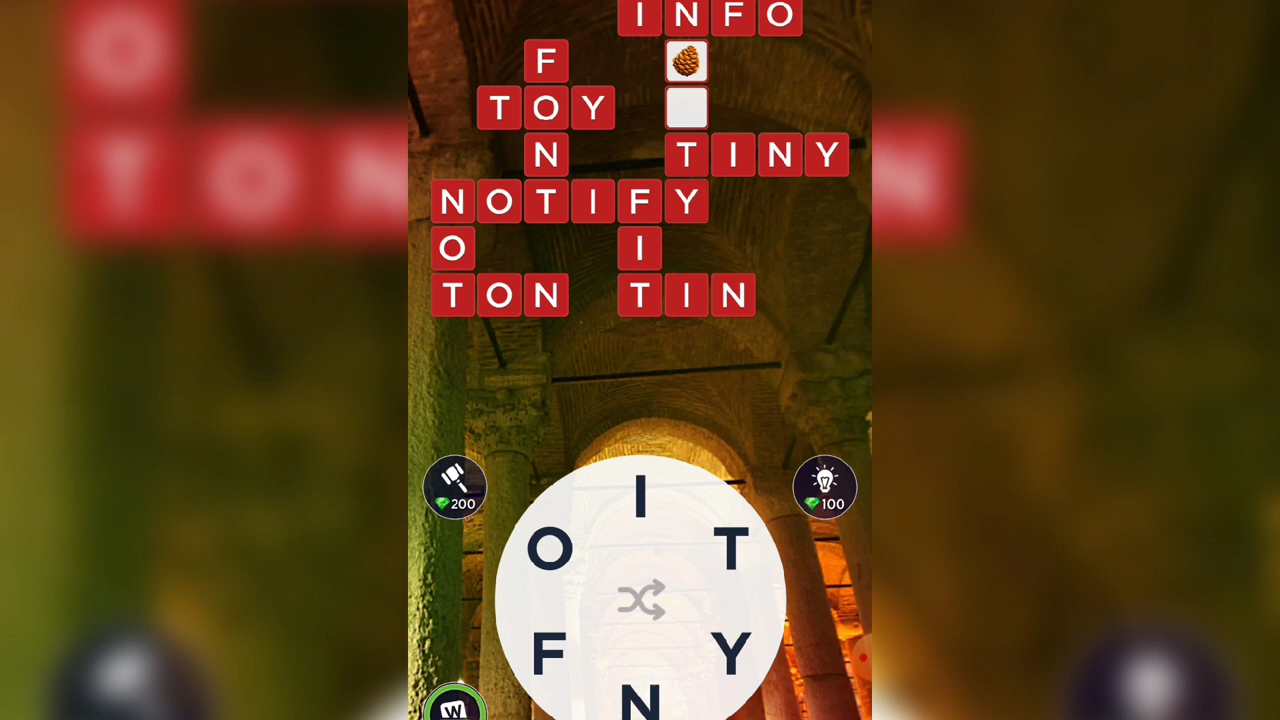 INFO
F
TOY
N TINY
NOTIFY
O I
TON TIN
200 100
I
O T
F Y
N
W